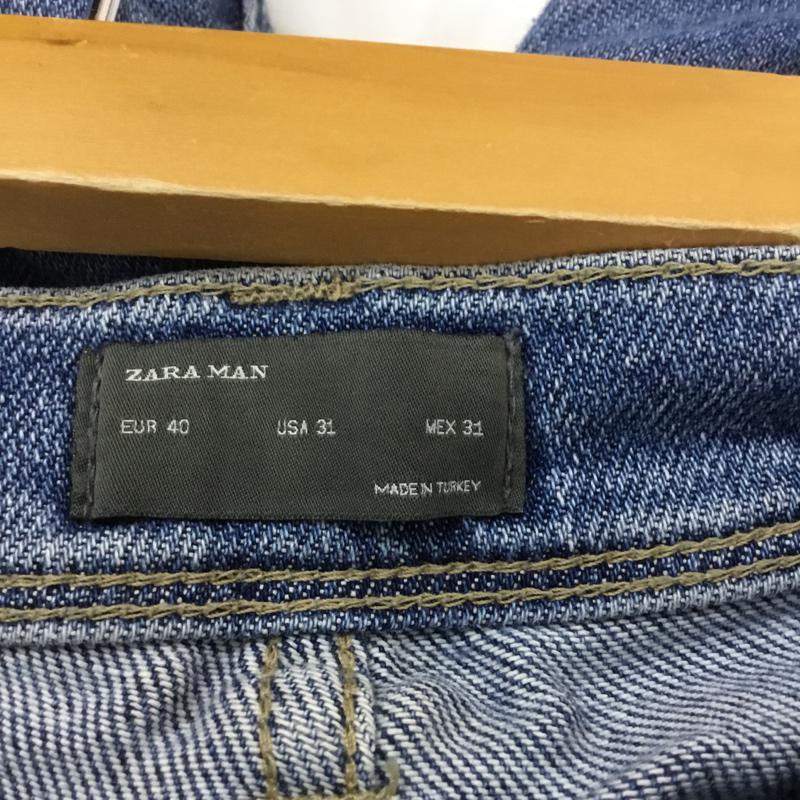 ZARA MAN
EUR 40 USA 31 MEX 31
MADE IN TURKEY